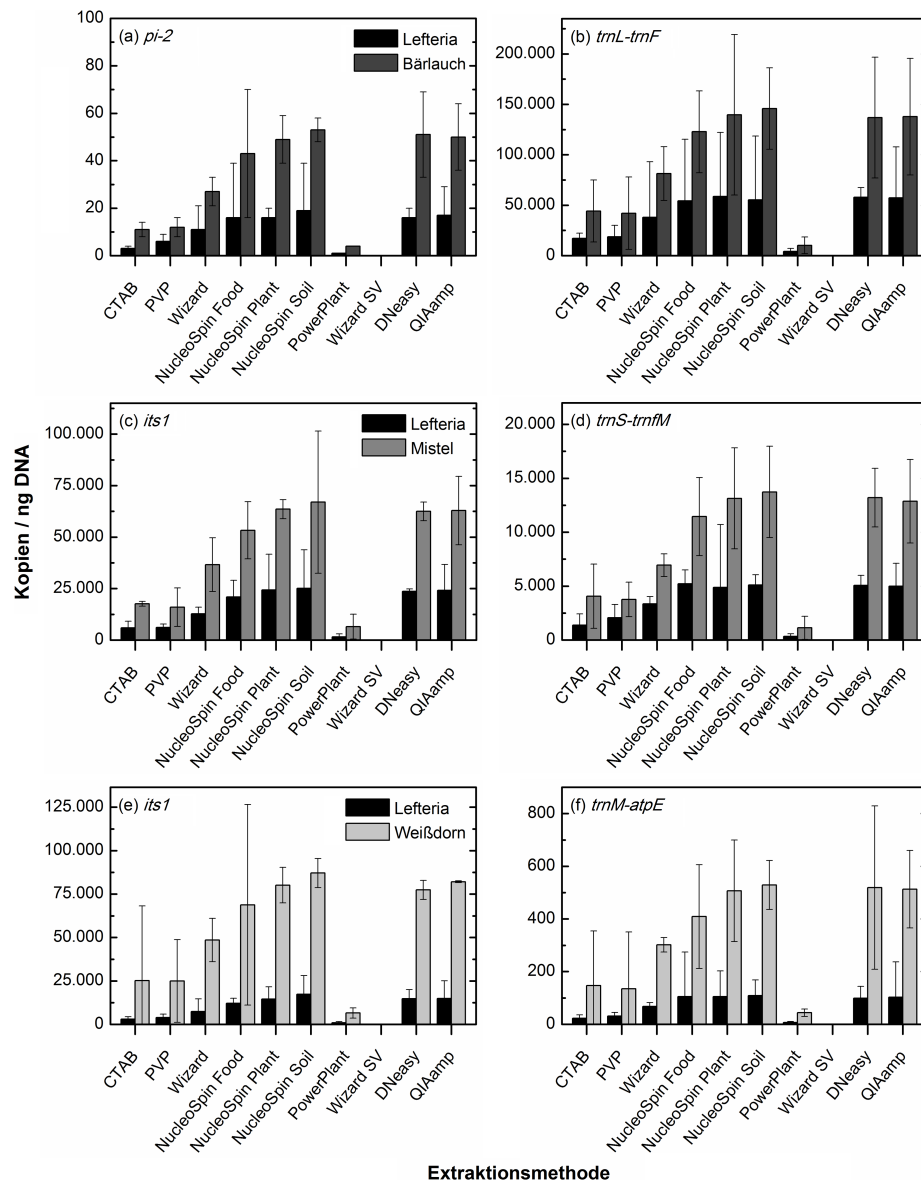 (a) pi-2
Lefteria
Bärlauch
100
80
60
40
20
0
CTAB
PVP
Wizard
NucleoSpin Food
NucleoSpin Plant
NucleoSpin Soil
PowerPlant
Wizard SV
DNeasy
QIAamp
(b) trnL-trnF
200.000
150.000
100.000
50.000
0
CTAB
PVP
Wizard
NucleoSpin Food
NucleoSpin Plant
NucleoSpin Soil
PowerPlant
Wizard SV
DNeasy
QIAamp
Kopien / ng DNA
(c) its1
Lefteria
Mistel
100.000
75.000
50.000
25.000
0
CTAB
PVP
Wizard
NucleoSpin Food
NucleoSpin Plant
NucleoSpin Soil
PowerPlant
Wizard SV
DNeasy
QIAamp
(d) trnS-trnfM
20.000
15.000
10.000
5.000
0
CTAB
PVP
Wizard
NucleoSpin Food
NucleoSpin Plant
NucleoSpin Soil
PowerPlant
Wizard SV
DNeasy
QIAamp
(e) its1
Lefteria
Weißdorn
125.000
100.000
75.000
50.000
25.000
0
CTAB
PVP
Wizard
NucleoSpin Food
NucleoSpin Plant
NucleoSpin Soil
PowerPlant
Wizard SV
DNeasy
QIAamp
(f) trnM-atpE
800
600
400
200
0
CTAB
PVP
Wizard
NucleoSpin Food
NucleoSpin Plant
NucleoSpin Soil
PowerPlant
Wizard SV
DNeasy
QIAamp
Extraktionsmethode